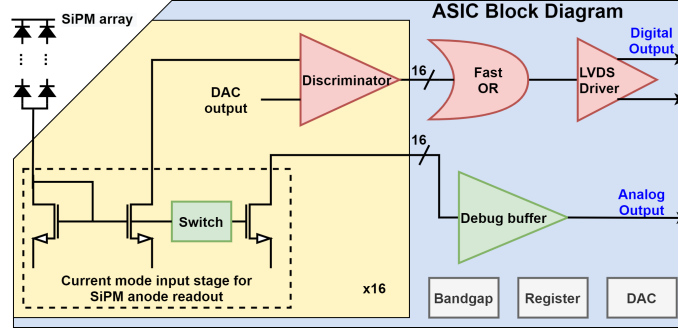 ASIC Block Diagram
SiPM array
Digital
Output
16
Discriminator
Fast
OR
LVDS
Driver
DAC
output
16
Switch
Debug buffer
Analog
Output
Current mode input stage for
SiPM anode readout
x16
Bandgap
Register
DAC